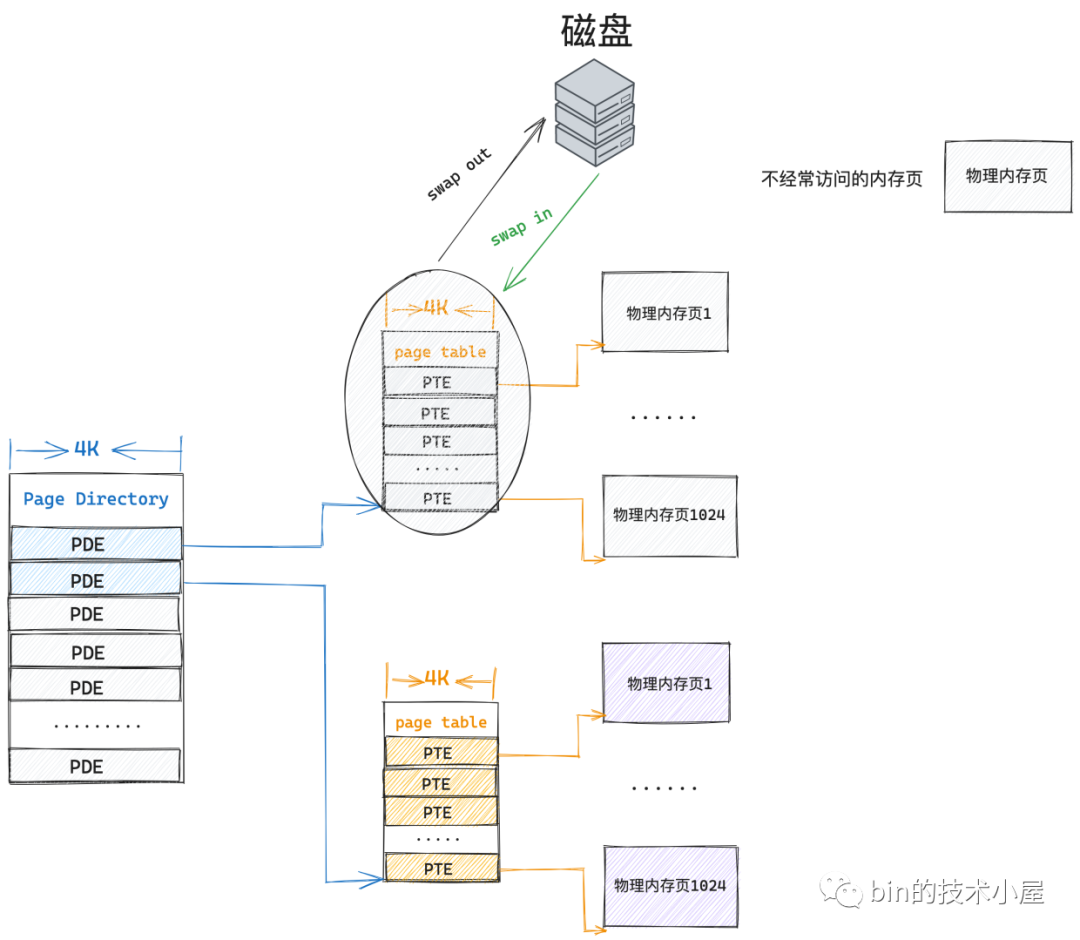 磁盘
swap out
swap in
不经常访问的内存页
物理内存页
4K
page table
PTE
PTE
PTE
.....
PTE
物理内存页1
......
物理内存页1024
4K
Page Directory
PDE
PDE
PDE
PDE
PDE
.........
PDE
4K
page table
PTE
PTE
PTE
.....
PTE
物理内存页1
......
物理内存页1024
bin的技术小屋